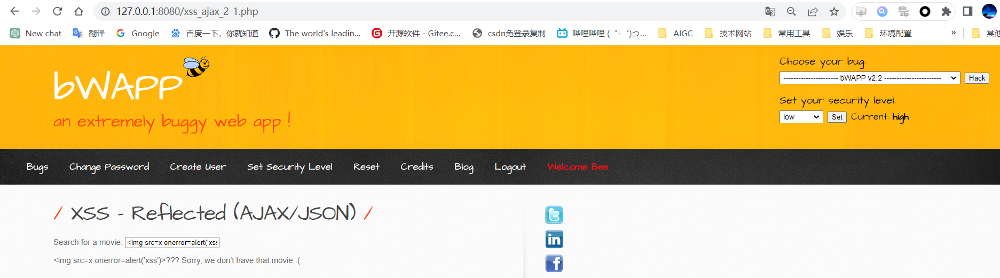 127.0.0.1:8080/xss_ajax_2-1.php
New chat 翻译 Google 百度一下，你就知道 The world's leadin... 开源软件 - Gitee.c... csdn免登录复制 哔哩哔哩 ( ゜- ゜)つ... AIGC 技术网站 常用工具 娱乐 环境配置 » 其他
bWAPP
an extremely buggy web app !
Choose your bug:
---------------------- bWAPP v2.2 ----------------------- Hack
Set your security level:
low Set Current: high
Bugs Change Password Create User Set Security Level Reset Credits Blog Logout Welcome Bee
/ XSS - Reflected (AJAX/JSON) /
Search for a movie: <img src=x onerror=alert('xss
<img src=x onerror=alert('xss')>??? Sorry, we don't have that movie :(